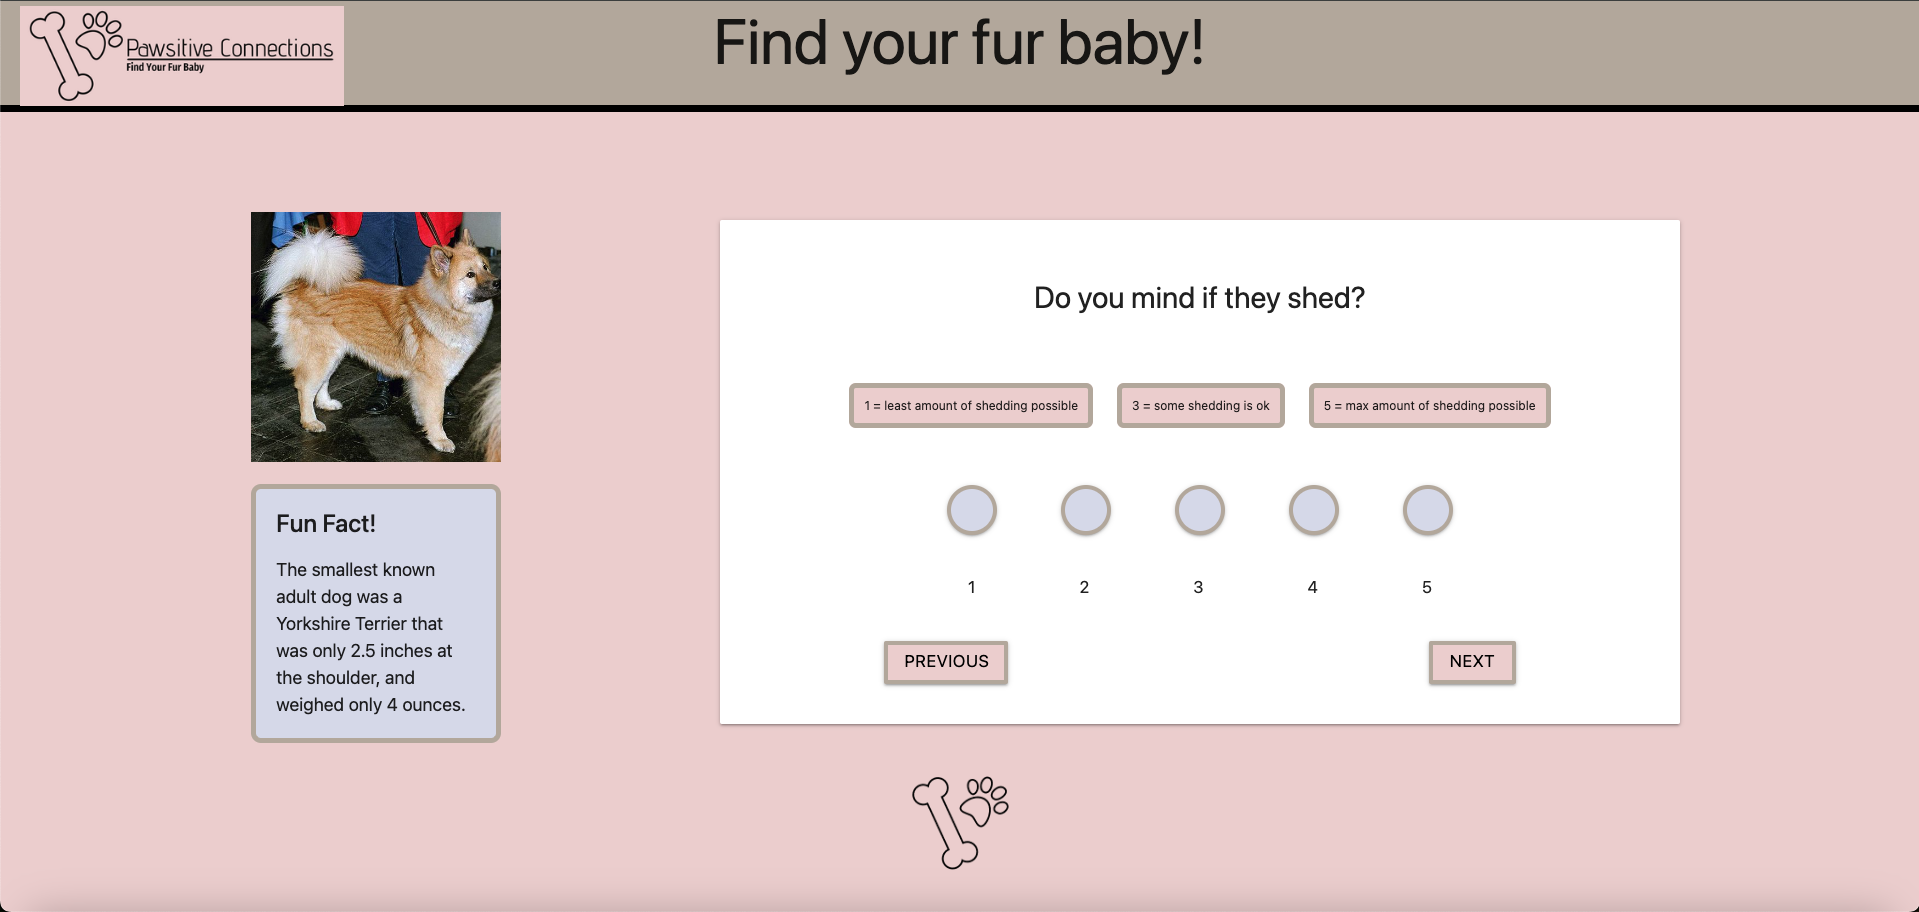 Pawsitive Connections
Find Your Fur Baby
Find your fur baby!
Fun Fact!
The smallest known
adult dog was a
Yorkshire Terrier that
was only 2.5 inches at
the shoulder, and
weighed only 4 ounces.
Do you mind if they shed?
1 = least amount of shedding possible
3 = some shedding is ok
5 = max amount of shedding possible
1 2 3 4 5
PREVIOUS
NEXT